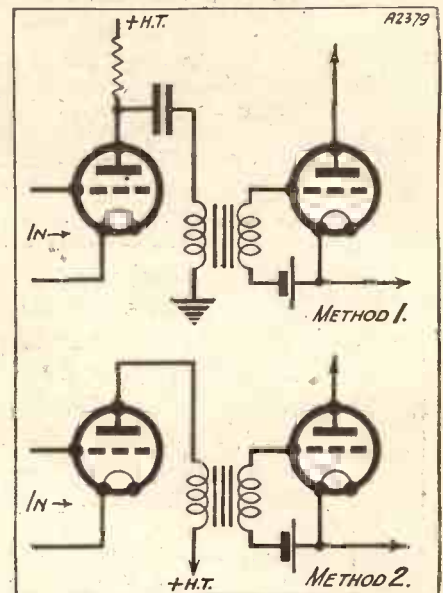 + H.T.
A2379
IN→
METHOD 1.
IN→
+ H.T.
METHOD 2.